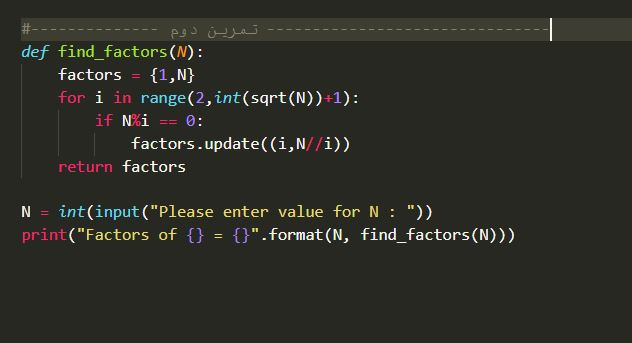 #-------------- تمرین دوم -------------------------------
def find_factors(N):
    factors = {1,N}
    for i in range(2,int(sqrt(N))+1):
        if N%i == 0:
            factors.update((i,N//i))
    return factors
N = int(input("Please enter value for N : "))
print("Factors of {} = {}".format(N, find_factors(N)))